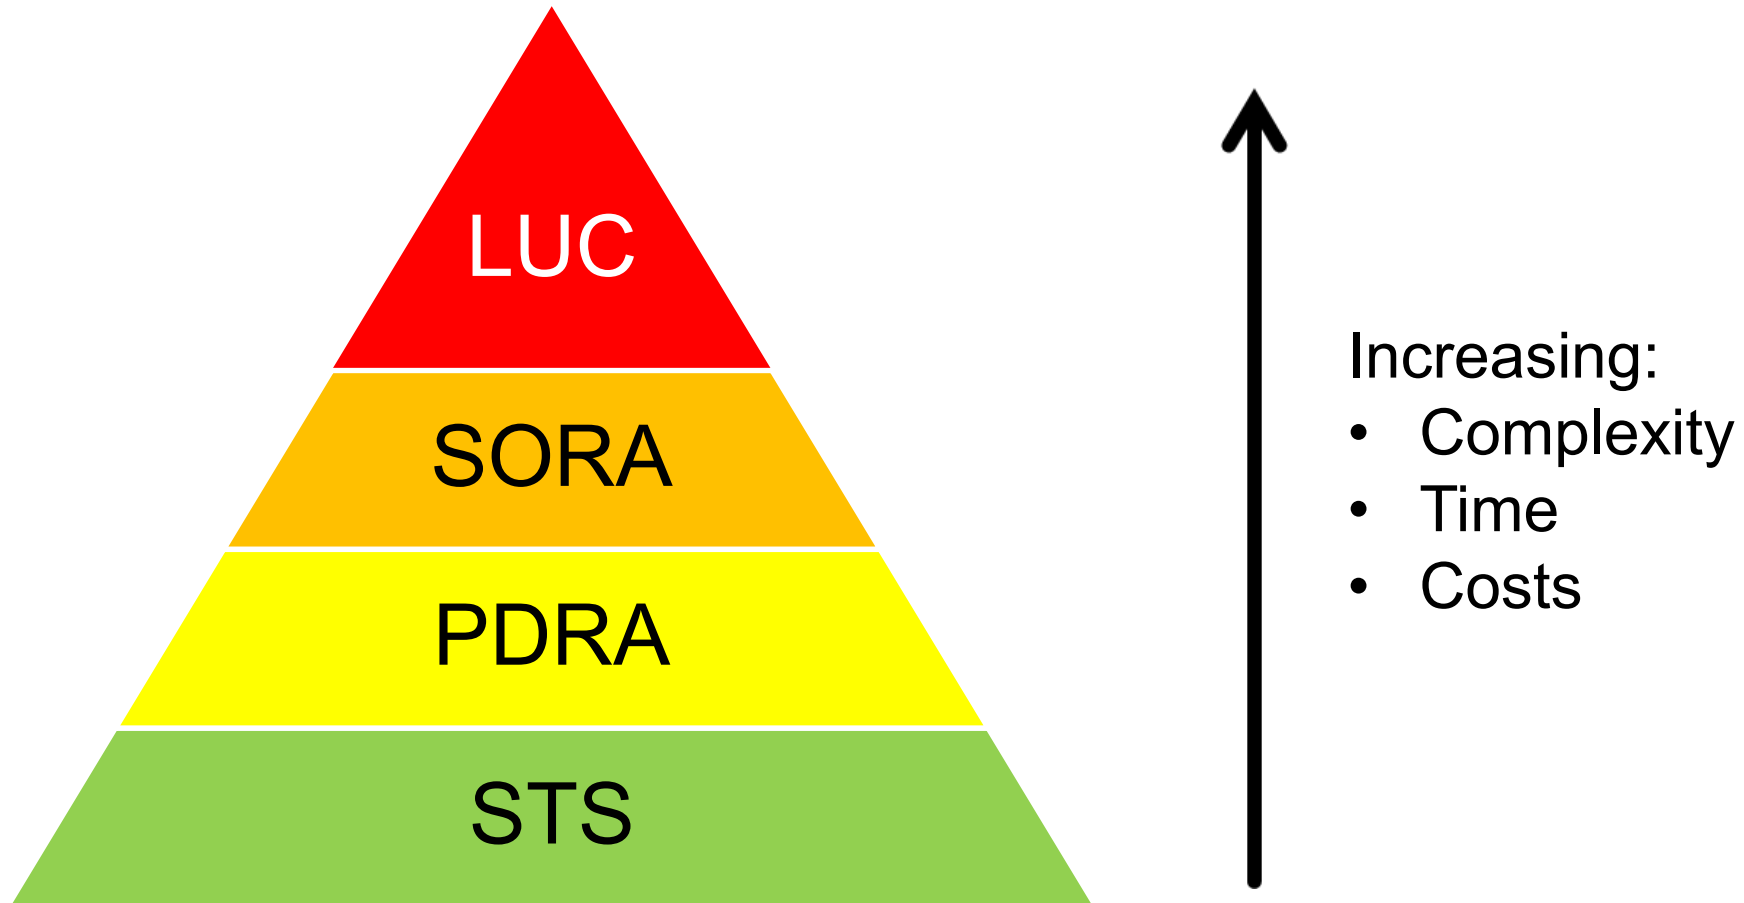 LUC
SORA
PDRA
STS
Increasing:
• Complexity
• Time
• Costs